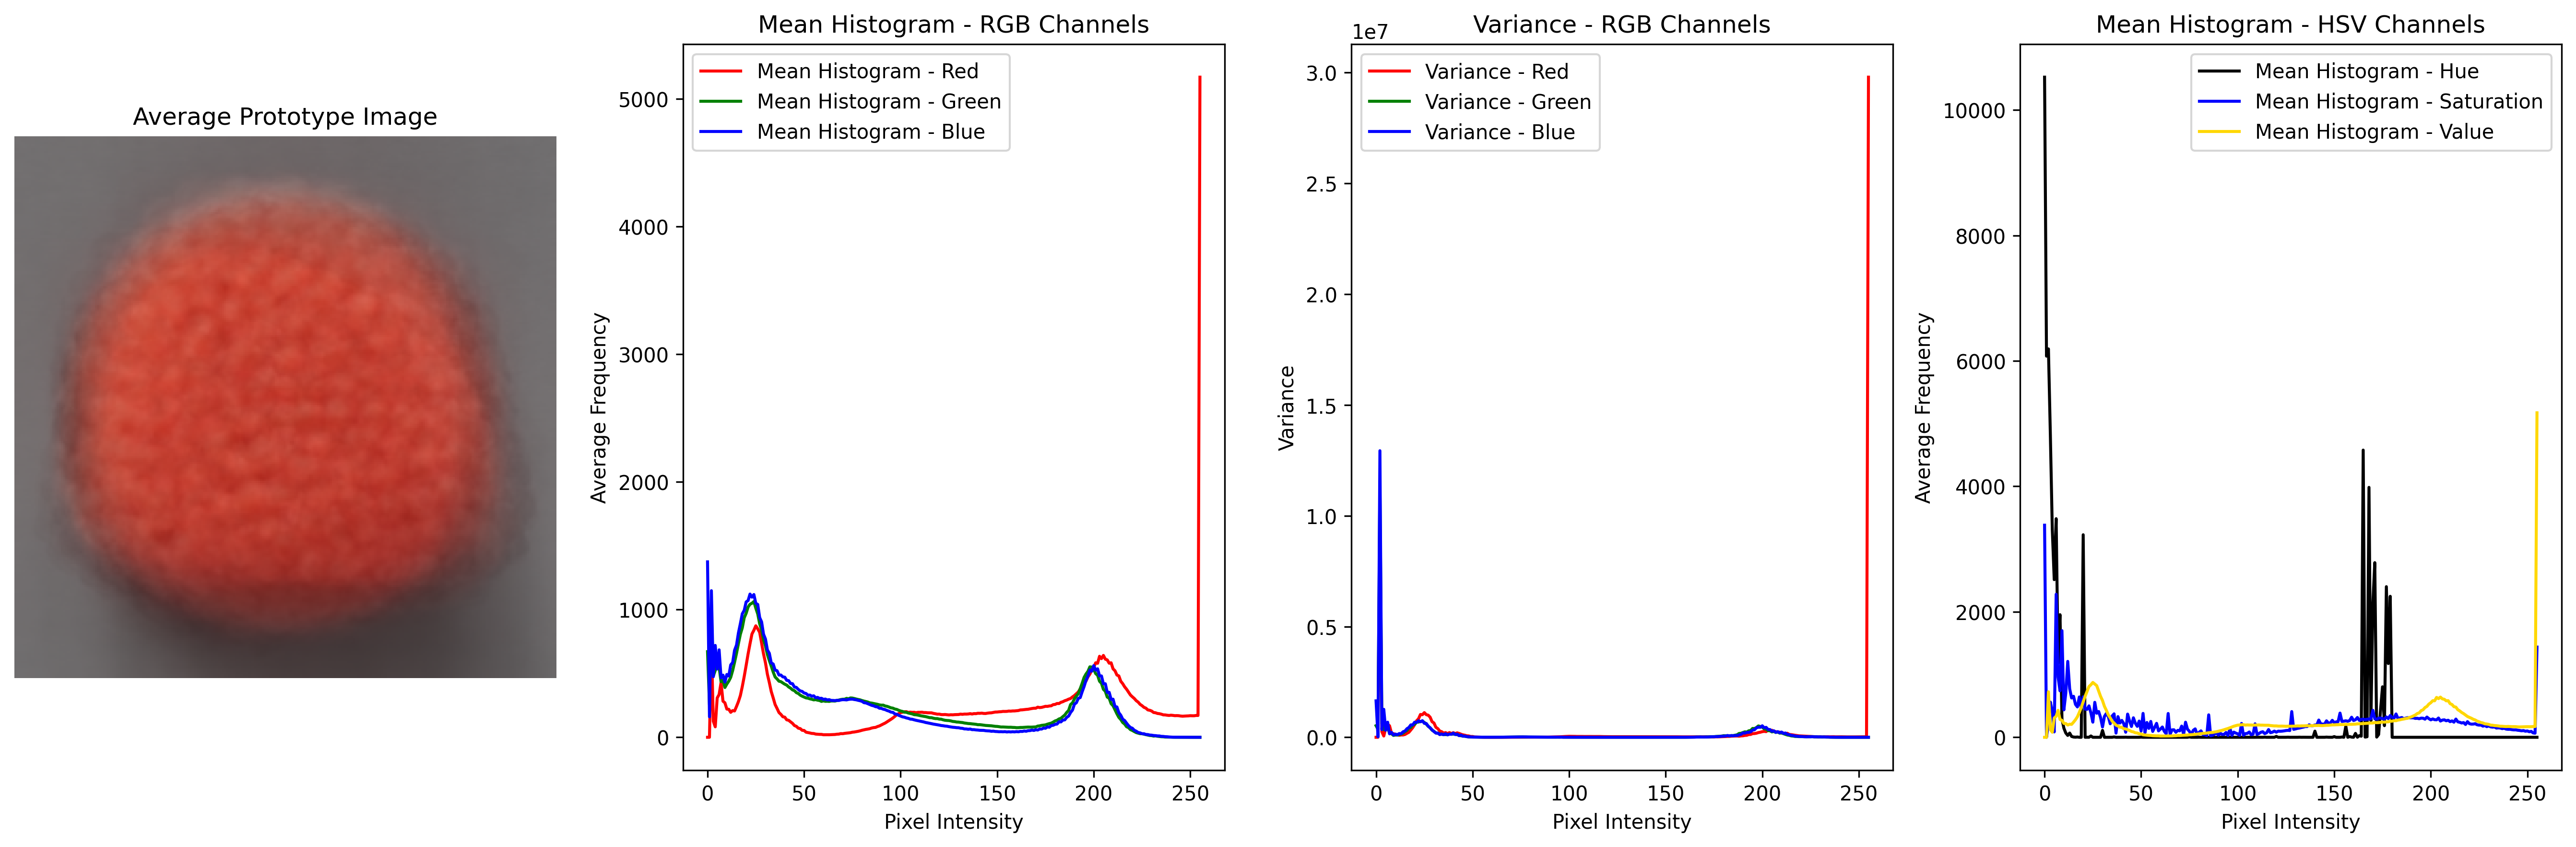 Average Prototype Image
Mean Histogram - RGB Channels
Mean Histogram - Red
Mean Histogram - Green
Mean Histogram - Blue
Average Frequency
5000
4000
3000
2000
1000
0
0 50 100 150 200 250
Pixel Intensity
Variance - RGB Channels
1e7
Variance - Red
Variance - Green
Variance - Blue
Variance
3.0
2.5
2.0
1.5
1.0
0.5
0.0
0 50 100 150 200 250
Pixel Intensity
Mean Histogram - HSV Channels
Mean Histogram - Hue
Mean Histogram - Saturation
Mean Histogram - Value
Average Frequency
10000
8000
6000
4000
2000
0
0 50 100 150 200 250
Pixel Intensity